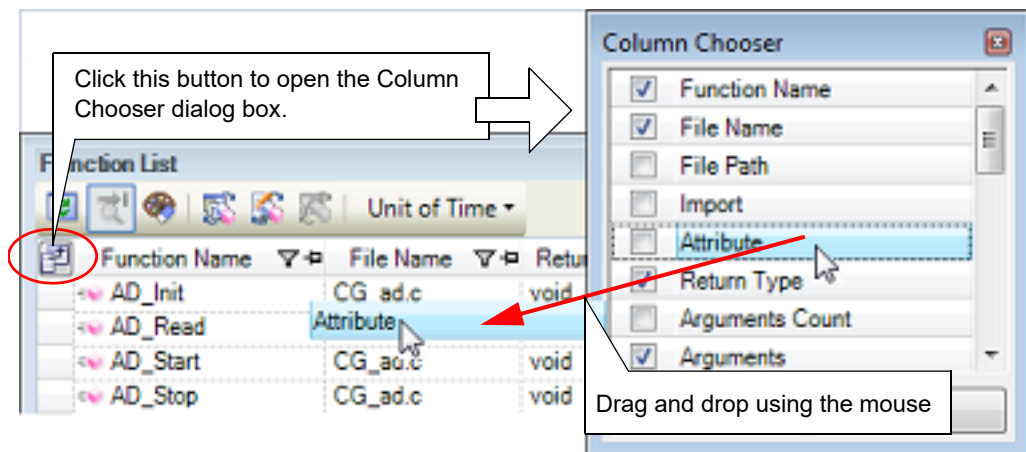 Click this button to open the Column
Chooser dialog box.
Function List
Unit of Time
Function Name File Name
AD_Init CG_ad.c void
AD_Read Attribute
AD_Start CG_ad.c void
AD_Stop CG_ad.c void
Column Chooser
Function Name
File Name
File Path
Import
Attribute
Return Type
Arguments Count
Arguments
Drag and drop using the mouse